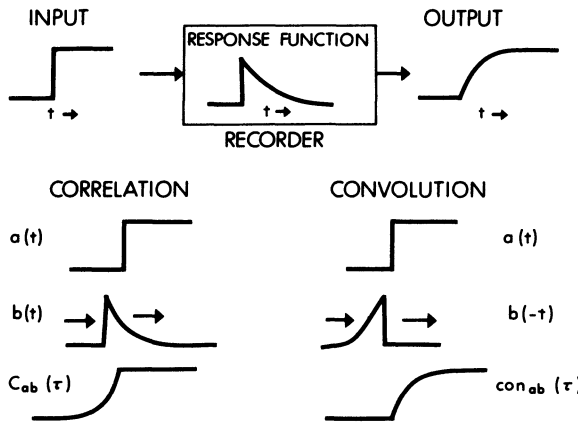 INPUT
RESPONSE FUNCTION
OUTPUT
t →
t →
t →
RECORDER
CORRELATION
CONVOLUTION
a(t)
a(t)
b(t)
b(-t)
C_ab(τ)
con_ab(τ)